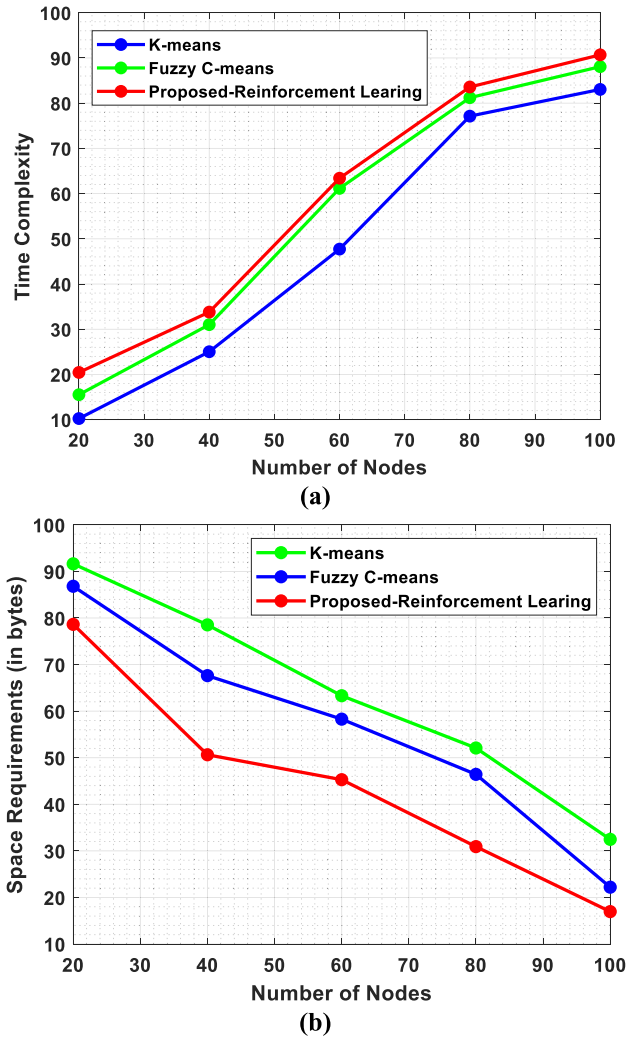 100
90
80
70
60
50
40
30
20
10
Time Complexity
K-means
Fuzzy C-means
Proposed-Reinforcement Learing
20 30 40 50 60 70 80 90 100
Number of Nodes
(a)
100
90
80
70
60
50
40
30
20
10
Space Requirements (in bytes)
K-means
Fuzzy C-means
Proposed-Reinforcement Learing
20 30 40 50 60 70 80 90 100
Number of Nodes
(b)